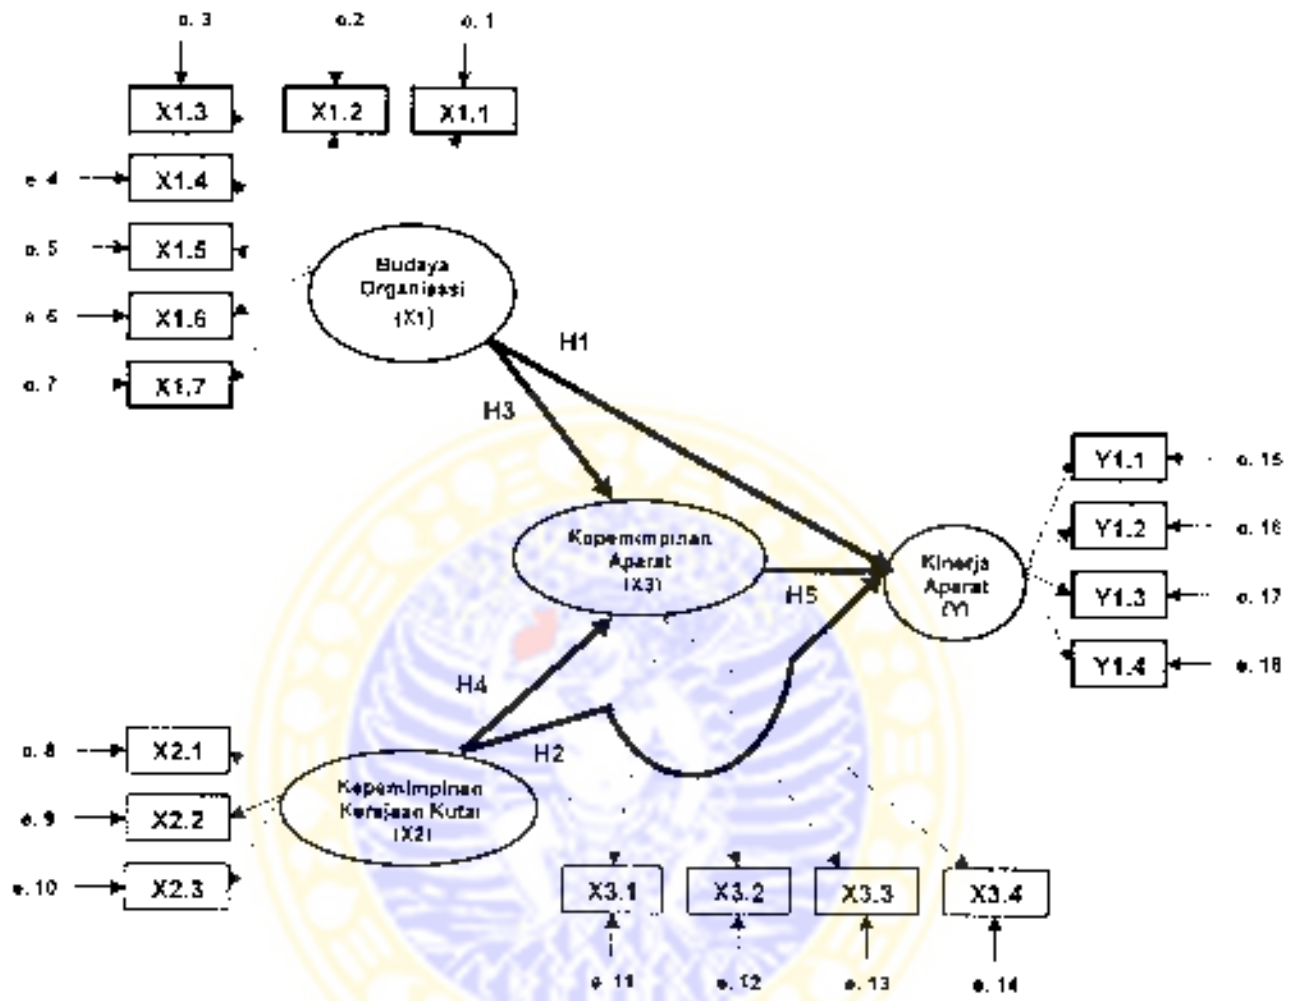 e. 3 e.2 e. 1
X1.3 X1.2 X1.1
e. 4 X1.4
e. 5 X1.5
Budaya
Organisasi
(X1)
e. 6 X1.6
H1
e. 7 X1.7
H3
Y1.1 e. 15
Y1.2 e. 16
Kepemimpinan
Aparat
(X3)
Kinerja
Aparat
(Y)
H5
Y1.3 e. 17
Y1.4 e. 18
H4
H2
e. 8 X2.1
Kepemimpinan
Kerajaan Kutai
(X2)
e. 9 X2.2
e. 10 X2.3
X3.1 X3.2 X3.3 X3.4
e. 11 e. 12 e. 13 e. 14